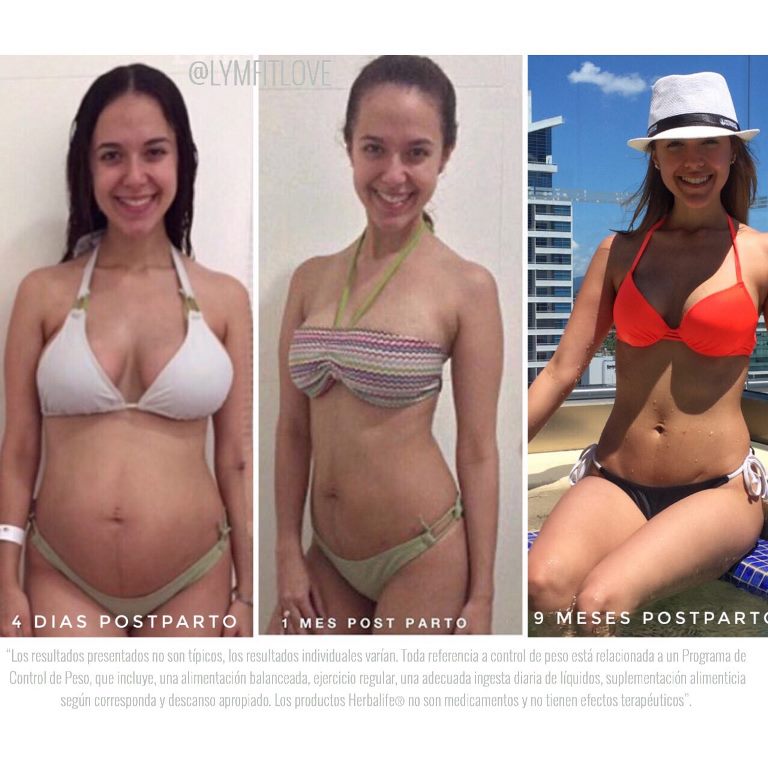 @LYMFITLOVE
4 DIAS POSTPARTO
1 MES POST PARTO
9 MESES POSTPARTO
“Los resultados presentados no son típicos, los resultados individuales varían. Toda referencia a control de peso está relacionada a un Programa de
Control de Peso, que incluye, una alimentación balanceada, ejercicio regular, una adecuada ingesta diaria de líquidos, suplementación alimenticia
según corresponda y descanso apropiado. Los productos Herbalife® no son medicamentos y no tienen efectos terapéuticos”.